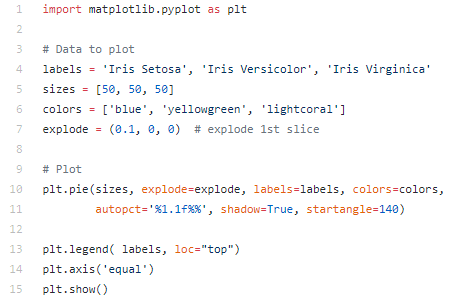 1 import matplotlib.pyplot as plt
2
3 # Data to plot
4 labels = 'Iris Setosa', 'Iris Versicolor', 'Iris Virginica'
5 sizes = [50, 50, 50]
6 colors = ['blue', 'yellowgreen', 'lightcoral']
7 explode = (0.1, 0, 0)  # explode 1st slice
8
9 # Plot
10 plt.pie(sizes, explode=explode, labels=labels, colors=colors,
11         autopct='%1.1f%%', shadow=True, startangle=140)
12
13 plt.legend( labels, loc="top")
14 plt.axis('equal')
15 plt.show()